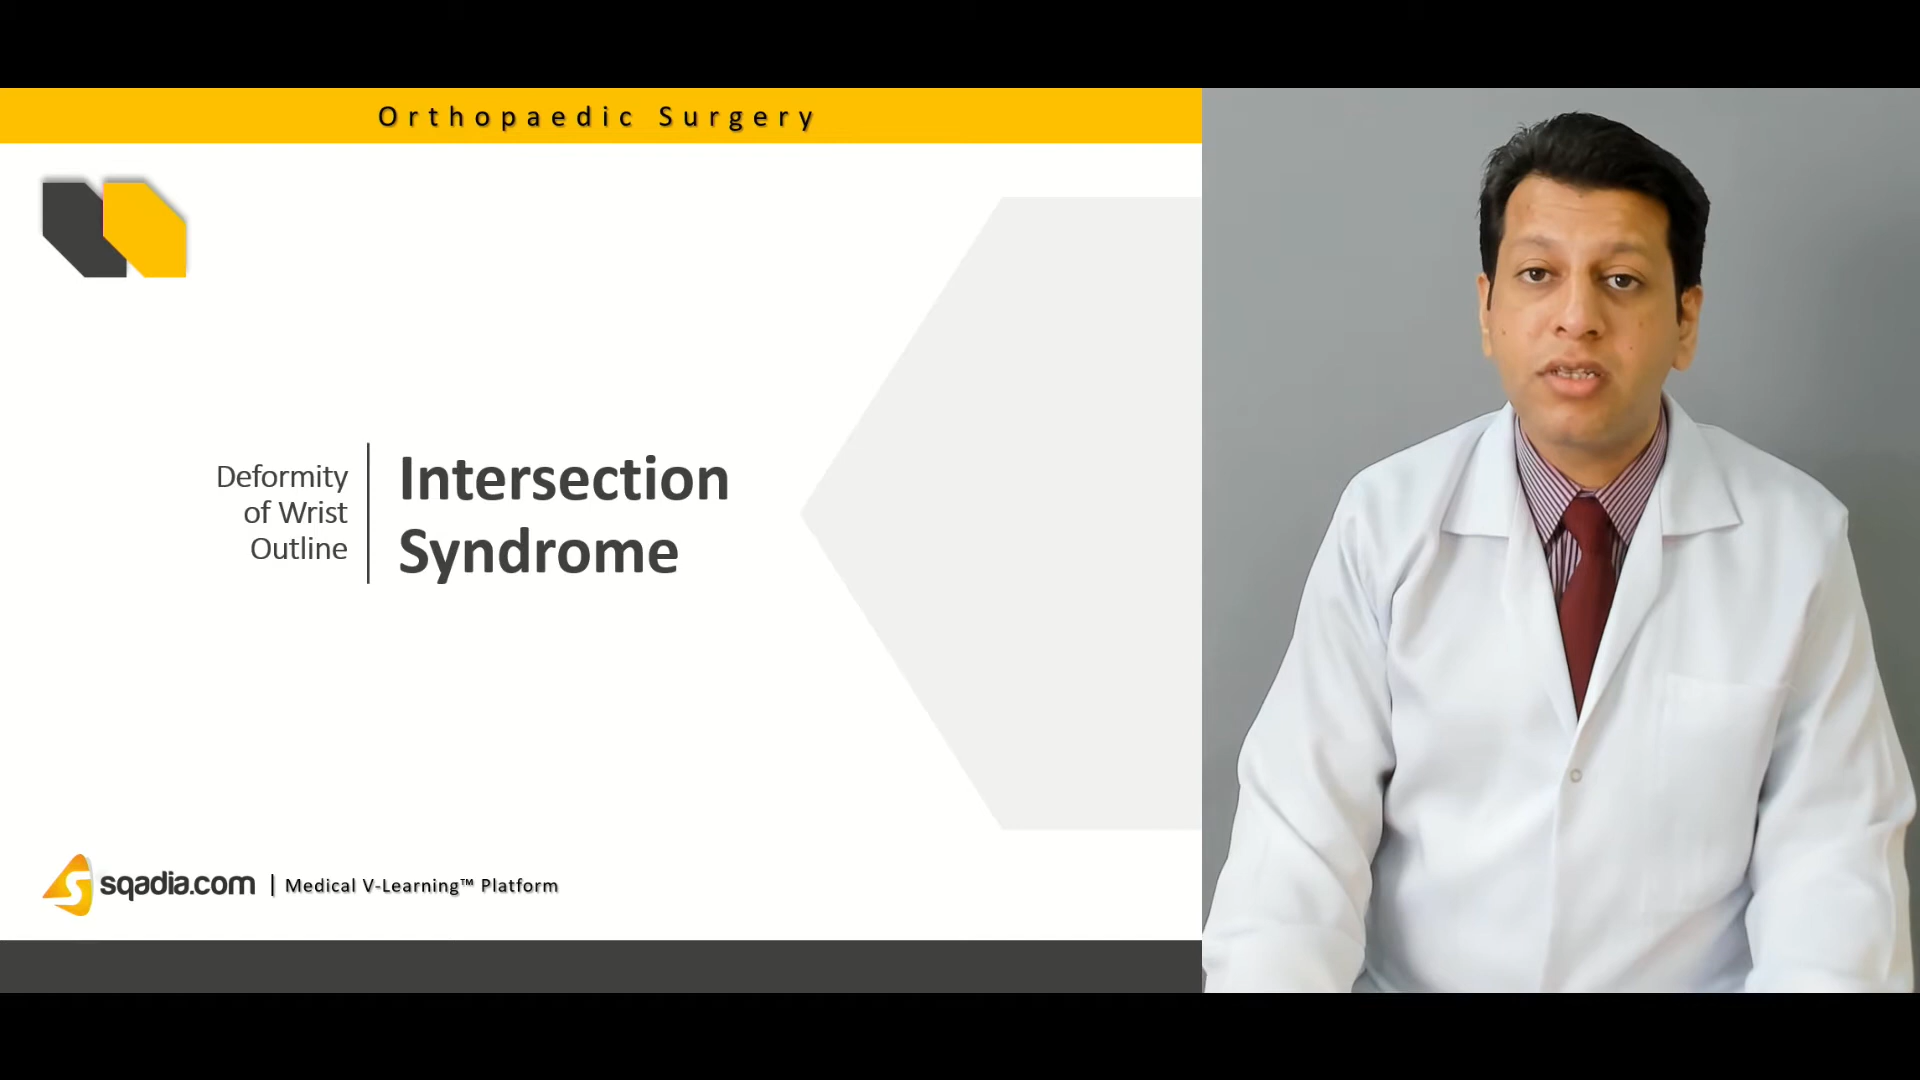 Orthopaedic Surgery
Deformity
of Wrist
Outline
Intersection
Syndrome
sqadia.com | Medical V-Learning™ Platform